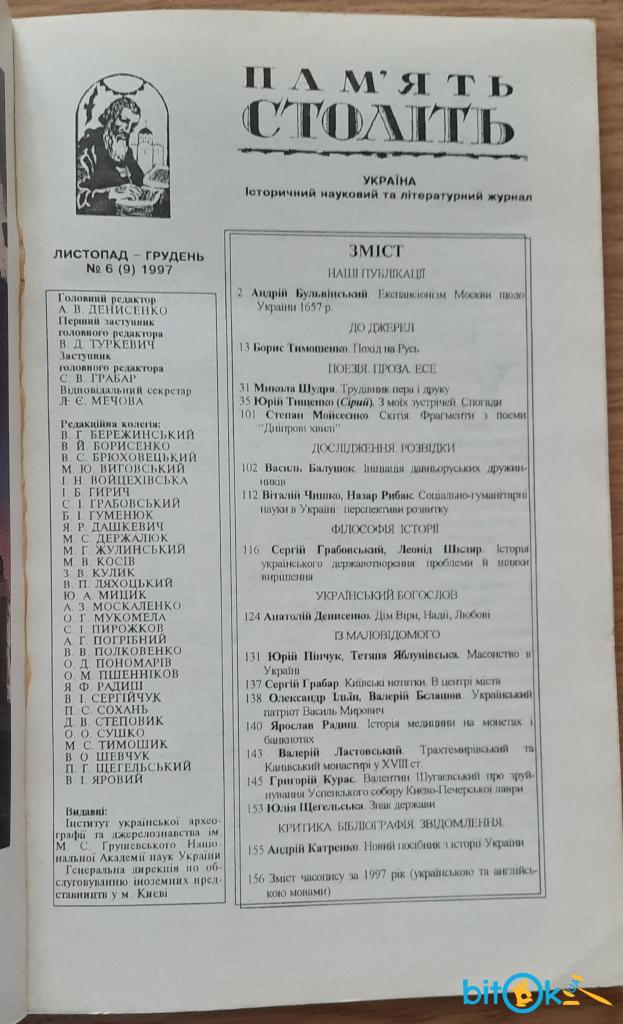 ПАМ'ЯТЬ
СТОЛІТЬ
УКРАЇНА
Історичний науковий та літературний журнал
ЛИСТОПАД – ГРУДЕНЬ
№ 6 (9) 1997
Головний редактор
А. В. ДЕНИСЕНКО
Перший заступник
головного редактора
В. Д. ТУРКЕВИЧ
Заступник
головного редактора
С. В. ГРАБАР
Відповідальний секретар
Л. Є. МЕЧОВА
Редакційна колегія:
В. Г. БЕРЕЖИНСЬКИЙ
В. Й. БОРИСЕНКО
В. С. БРЮХОВЕЦЬКИЙ
М. Ю. ВИГОВСЬКИЙ
І. Н. ВОЙЦЕХІВСЬКА
І. Б. ГИРИЧ
С. І. ГРАБОВСЬКИЙ
Б. І. ГУМЕНЮК
Я. Р. ДАШКЕВИЧ
М. С. ДЕРЖАЛЮК
М. Г. ЖУЛИНСЬКИЙ
М. В. КОСІВ
З. В. КУЛИК
В. П. ЛЯХОЦЬКИЙ
Ю. А. МИЦИК
А. З. МОСКАЛЕНКО
О. Г. МУКОМЕЛА
С. І. ПИРОЖКОВ
А. Г. ПОГРІБНИЙ
В. В. ПОЛКОВЕНКО
О. Д. ПОНОМАРІВ
О. М. ПШЕННІКОВ
Я. Ф. РАДИШ
В. І. СЕРГІЙЧУК
П. С. СОХАНЬ
Д. В. СТЕПОВИК
О. О. СУШКО
М. С. ТИМОШИК
В. О. ШЕВЧУК
П. Г. ЩЕГЕЛЬСЬКИЙ
В. І. ЯРОВИЙ
Видавці:
Інститут української архео-
графії та джерелознавства ім.
М. С. Грушевського Націо-
нальної Академії наук України
Генеральна дирекція по об-
слуговуванню іноземних пред-
ставництв у м. Києві
ЗМІСТ
НАШІ ПУБЛІКАЦІЇ
2 Андрій Бульвінський. Експансіонізм Москви щодо
України 1657 р.
ДО ДЖЕРЕЛ
13 Борис Тимошенко. Похід на Русь
ПОЕЗІЯ. ПРОЗА. ЕСЕ
31 Микола Шудря. Трудівник пера і друку
35 Юрій Тищенко (Сірий). З моїх зустрічей. Спогади
101 Степан Мойсеєнко. Скітія. Фрагменти з поеми
"Дніпрові хвилі"
ДОСЛІДЖЕННЯ. РОЗВІДКИ
102 Василь Балушок. Ініціація давньоруських дружин-
ників
112 Віталій Чишко, Назар Рибак. Соціально-гуманітарні
науки в Україні: перспективи розвитку
ФІЛОСОФІЯ ІСТОРІЇ
116 Сергій Грабовський, Леонід Шкляр. Історія
українського державотворення: проблеми й шляхи
вирішення
УКРАЇНСЬКИЙ БОГОСЛОВ
124 Анатолій Денисенко. Дім Віри, Надії, Любові
ІЗ МАЛОВІДОМОГО
131 Юрій Пінчук, Тетяна Яблунівська. Масонство в
Україні
137 Сергій Грабар. Київські нотатки. В центрі міста
138 Олександр Ільїн, Валерій Бєлашов. Український
патріот Василь Мирович
140 Ярослав Радиш. Історія медицини на монетах і
банкнотах
143 Валерій Ластовський. Трахтемирівський та
Канівський монастирі у XVIII ст.
145 Григорій Курас. Валентин Шугаєвський про зруй-
нування Успенського собору Києво-Печерської лаври
153 Юлія Щегельська. Знак держави
КРИТИКА. БІБЛІОГРАФІЯ. ЗВІДОМЛЕННЯ.
155 Андрій Катренко. Новий посібник з історії України
156 Зміст часопису за 1997 рік (українською та англійсь-
кою мовами)
bitok